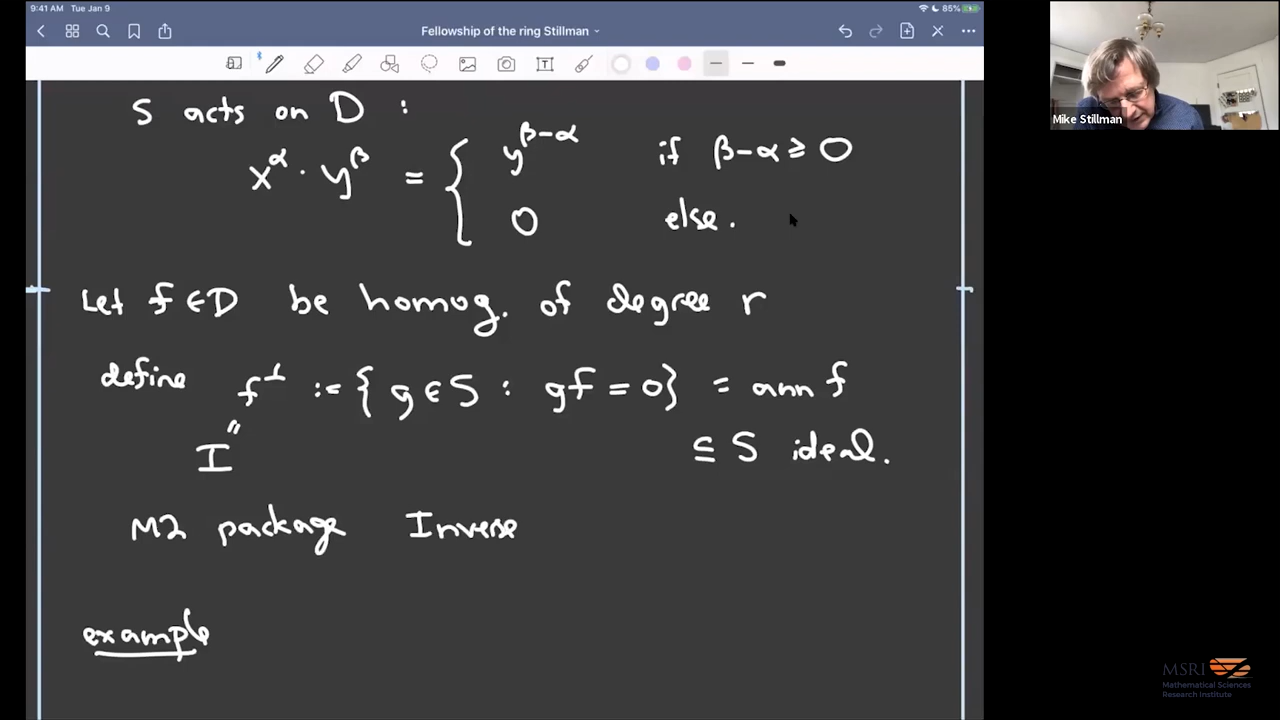 9:41 AM Tue Jan 9
85%
Fellowship of the ring Stillman
S acts on D :
x^α · y^β = { y^{β-α} if β-α ≥ 0
0 else.
Let f ∈ D be homog. of degree r
define f^⊥ := { g ∈ S : gf = 0 } = ann f
I " ⊆ S ideal.
M2 package Inverse
example
Mike Stillman
MSRI
Mathematical Sciences
Research Institute